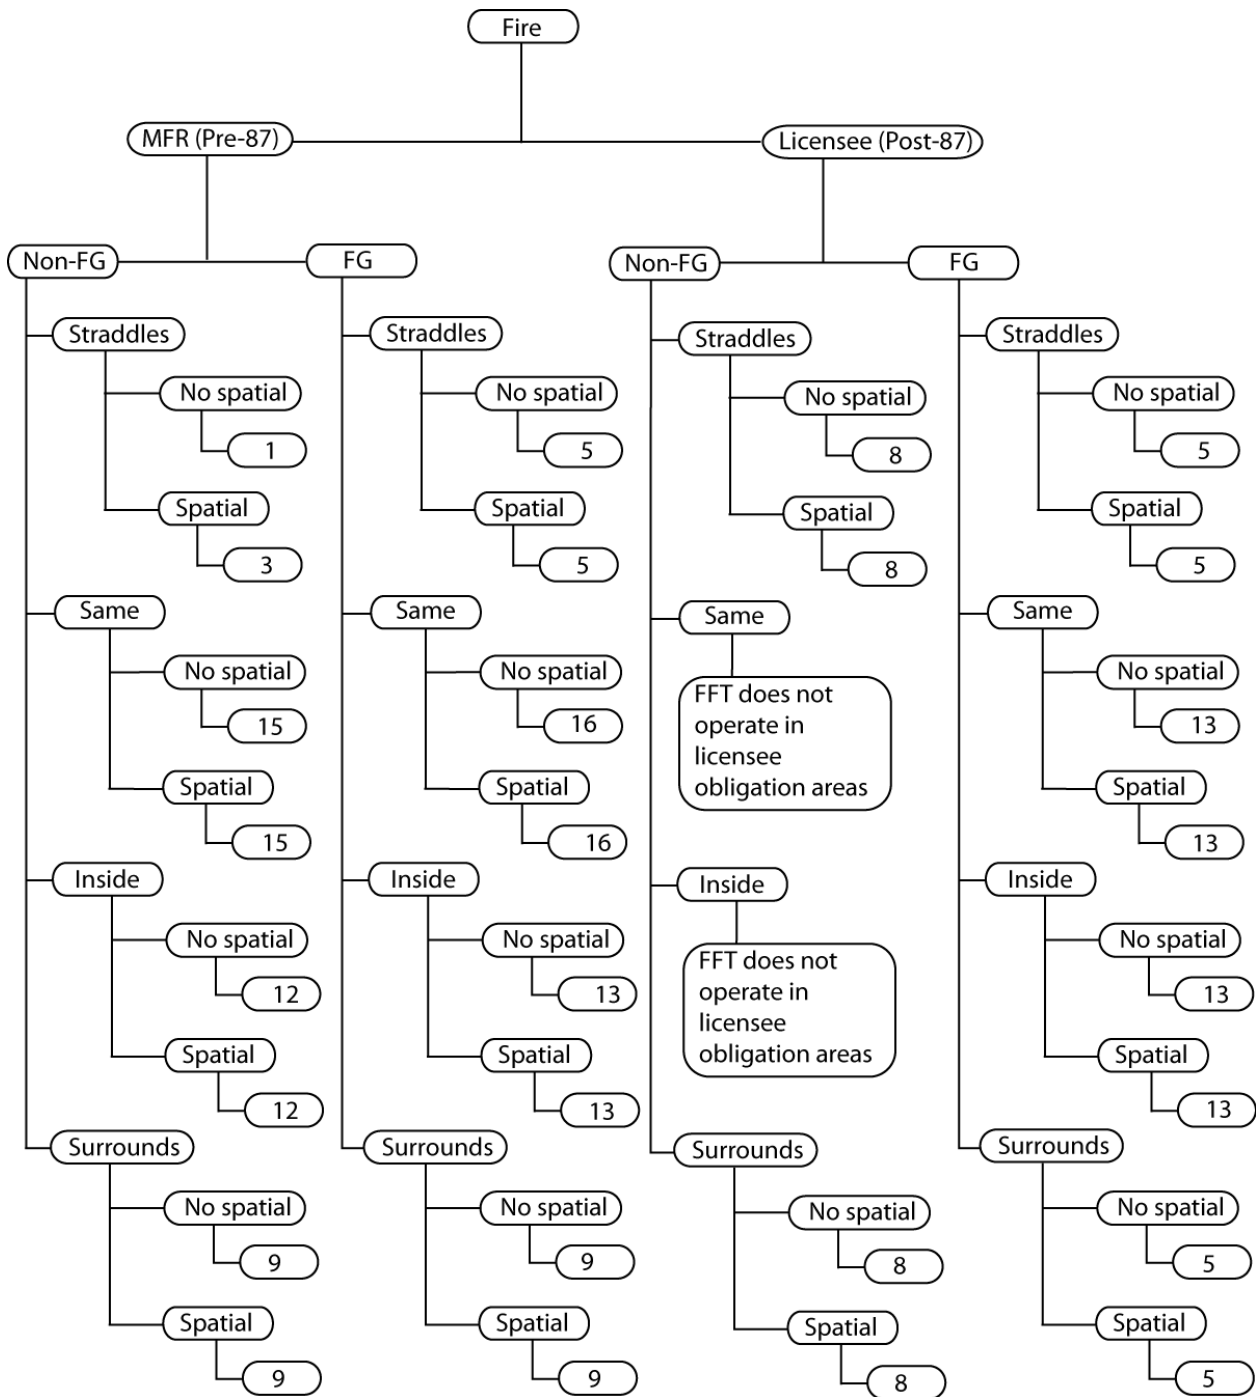 Fire
MFR (Pre-87)
Licensee (Post-87)
Non-FG
FG
Non-FG
FG
Straddles
No spatial
1
Spatial
3
Same
No spatial
15
Spatial
15
Inside
No spatial
12
Spatial
12
Surrounds
No spatial
9
Spatial
9
Straddles
No spatial
5
Spatial
5
Same
No spatial
16
Spatial
16
Inside
No spatial
13
Spatial
13
Surrounds
No spatial
9
Spatial
9
Straddles
No spatial
8
Spatial
8
Same
FFT does not
operate in
licensee
obligation areas
Inside
FFT does not
operate in
licensee
obligation areas
Surrounds
No spatial
8
Spatial
8
Straddles
No spatial
5
Spatial
5
Same
No spatial
13
Spatial
13
Inside
No spatial
13
Spatial
13
Surrounds
No spatial
5
Spatial
5